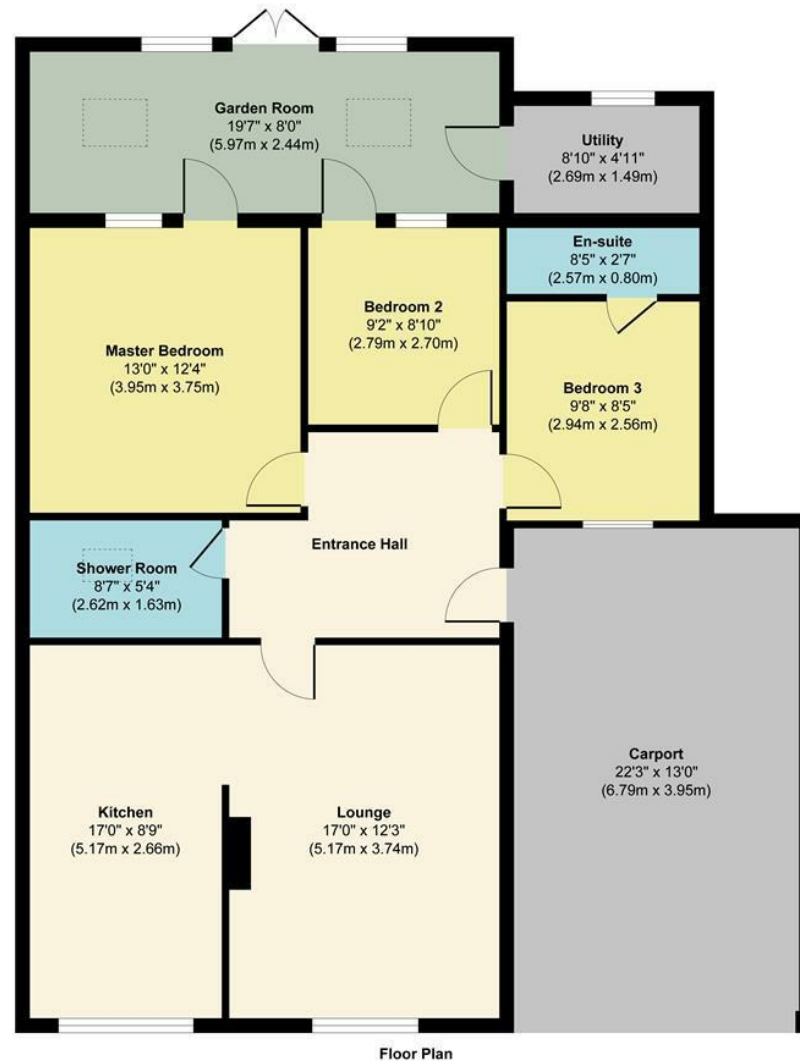 Garden Room
19'7" x 8'0"
(5.97m x 2.44m)
Utility
8'10" x 4'11"
(2.69m x 1.49m)
En-suite
8'5" x 2'7"
(2.57m x 0.80m)
Bedroom 2
9'2" x 8'10"
(2.79m x 2.70m)
Master Bedroom
13'0" x 12'4"
(3.95m x 3.75m)
Bedroom 3
9'8" x 8'5"
(2.94m x 2.56m)
Entrance Hall
Shower Room
8'7" x 5'4"
(2.62m x 1.63m)
Carport
22'3" x 13'0"
(6.79m x 3.95m)
Kitchen
17'0" x 8'9"
(5.17m x 2.66m)
Lounge
17'0" x 12'3"
(5.17m x 3.74m)
Floor Plan